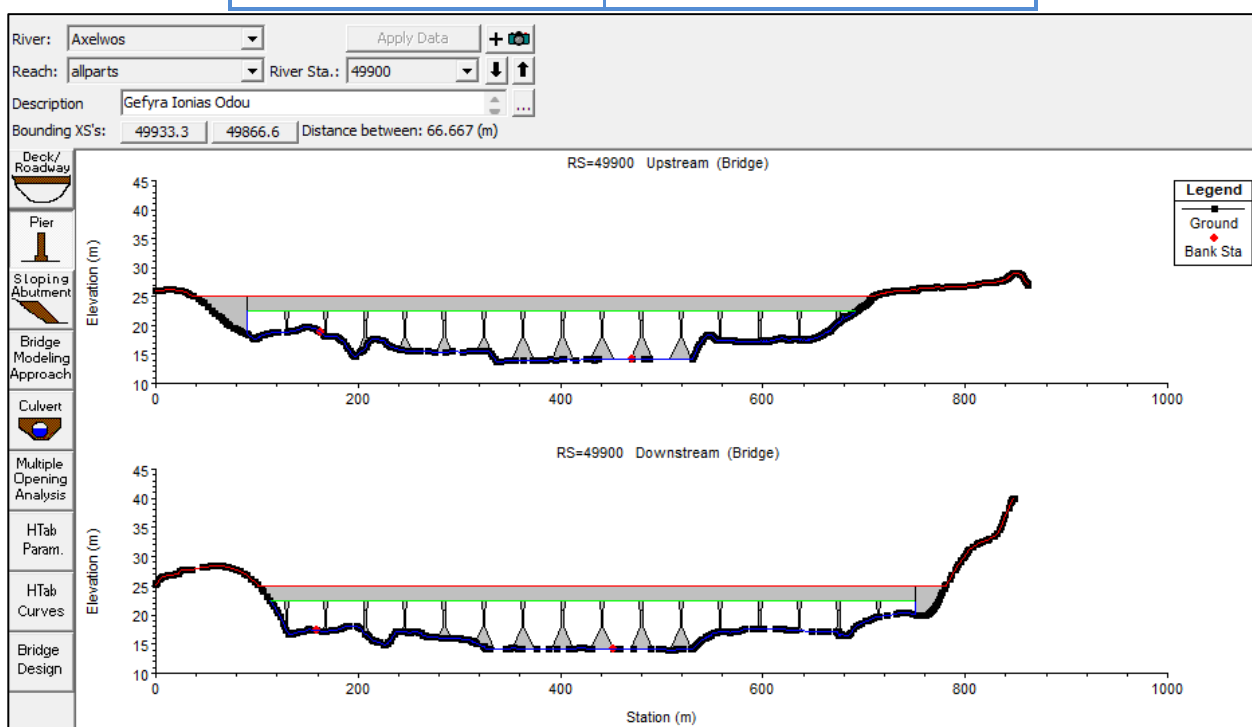 River: Axelwos Apply Data +
Reach: allparts River Sta.: 49900
Description Gefyra Ionias Odou ...
Bounding XS's: 49933.3 49866.6 Distance between: 66.667 (m)
Deck/
Roadway
Pier
Sloping
Abutment
Bridge
Modeling
Approach
Culvert
Multiple
Opening
Analysis
HTab
Param.
HTab
Curves
Bridge
Design
RS=49900 Upstream (Bridge)
Elevation (m)
45
40
35
30
25
20
15
10
0 200 400 600 800 1000
Legend
Ground
Bank Sta
RS=49900 Downstream (Bridge)
Elevation (m)
45
40
35
30
25
20
15
10
0 200 400 600 800 1000
Station (m)